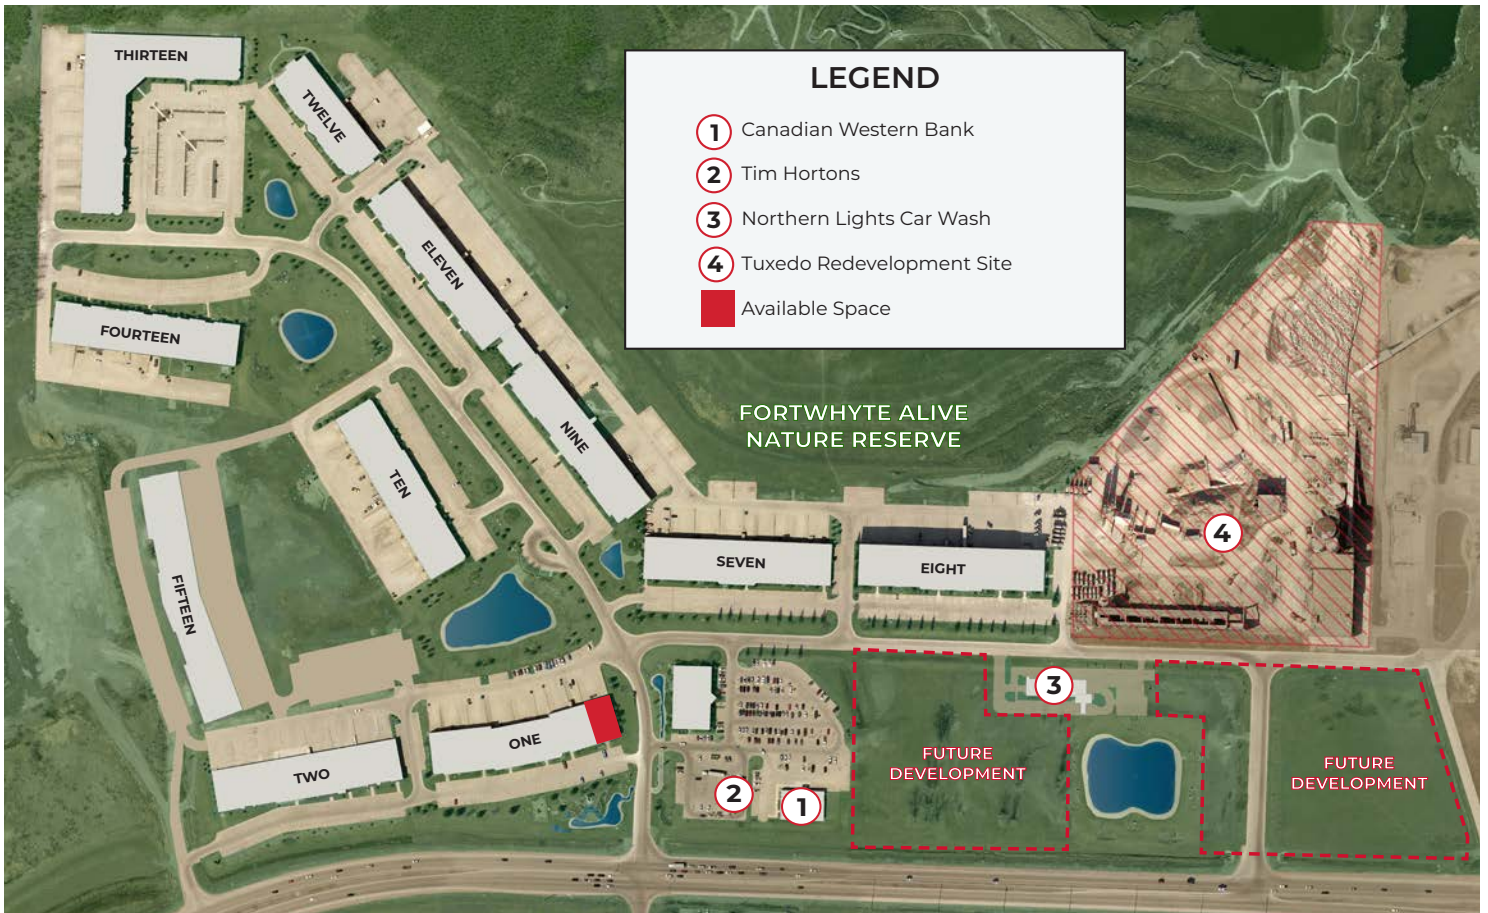 THIRTEEN
TWELVE
LEGEND
1 Canadian Western Bank
2 Tim Hortons
3 Northern Lights Car Wash
4 Tuxedo Redevelopment Site
Available Space
ELEVEN
FOURTEEN
NINE
FORTWHYTE ALIVE
NATURE RESERVE
TEN
4
SEVEN
EIGHT
FIFTEEN
3
ONE
TWO
FUTURE
DEVELOPMENT
FUTURE
DEVELOPMENT
2
1